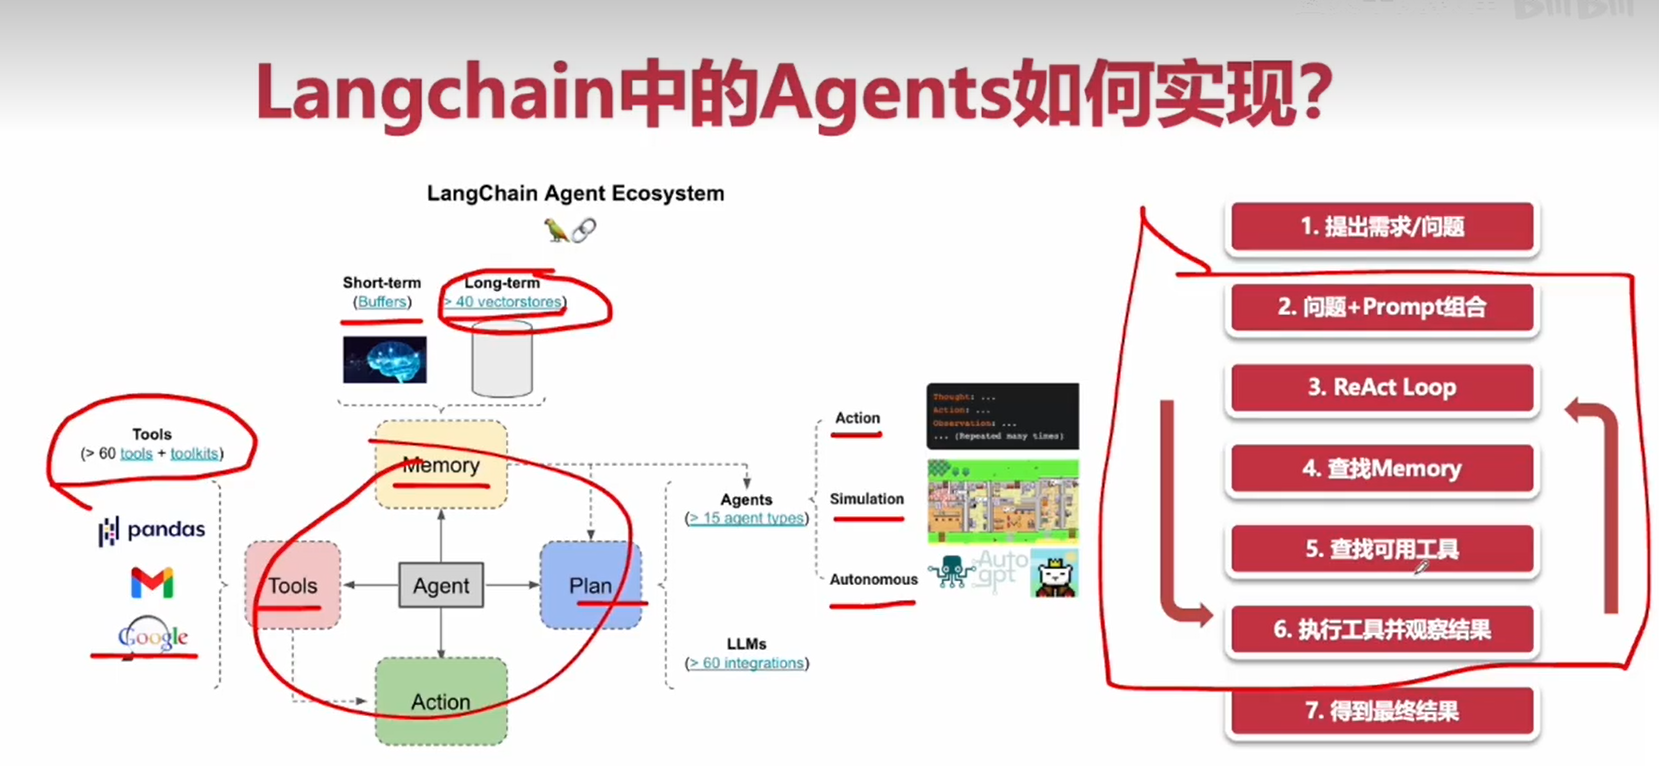 bilibili
Langchain中的Agents如何实现？
LangChain Agent Ecosystem
Short-term
(Buffers)
Long-term
> 40 vectorstores)
Tools
(> 60 tools + toolkits)
pandas
Google
Memory
Tools
Agent
Plan
Action
Agents
(> 15 agent types)
LLMs
(> 60 integrations)
Action
Simulation
Autonomous
Thought: ...
Action: ...
Observation: ...
... (Repeated many times)
Auto
gpt
1. 提出需求/问题
2. 问题+Prompt组合
3. ReAct Loop
4. 查找Memory
5. 查找可用工具
6. 执行工具并观察结果
7. 得到最终结果